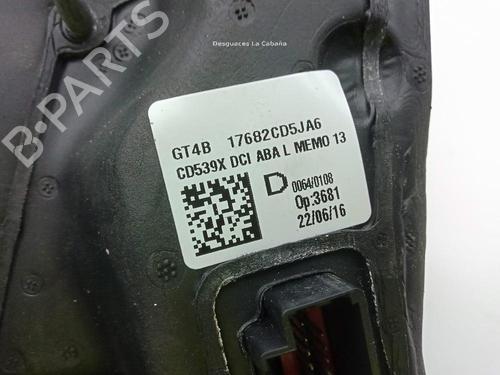 Desguaces La Cabaña
B-PARTS
GT4B 17682CD5JA6
CD539X DCI ABA L MEMO 13
D 0064/0108
Op:3681
22/06/16